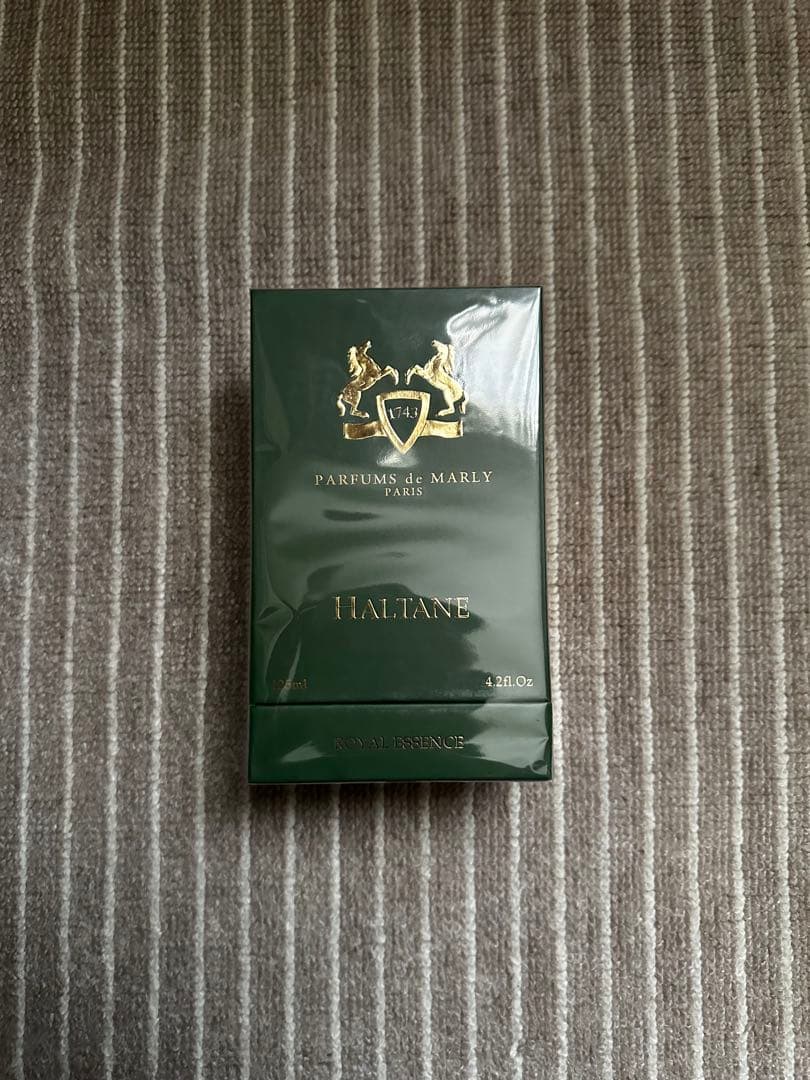 1743
PARFUMS de MARLY
PARIS
HALTANE
125ml 4.2fl.Oz
ROYAL ESSENCE